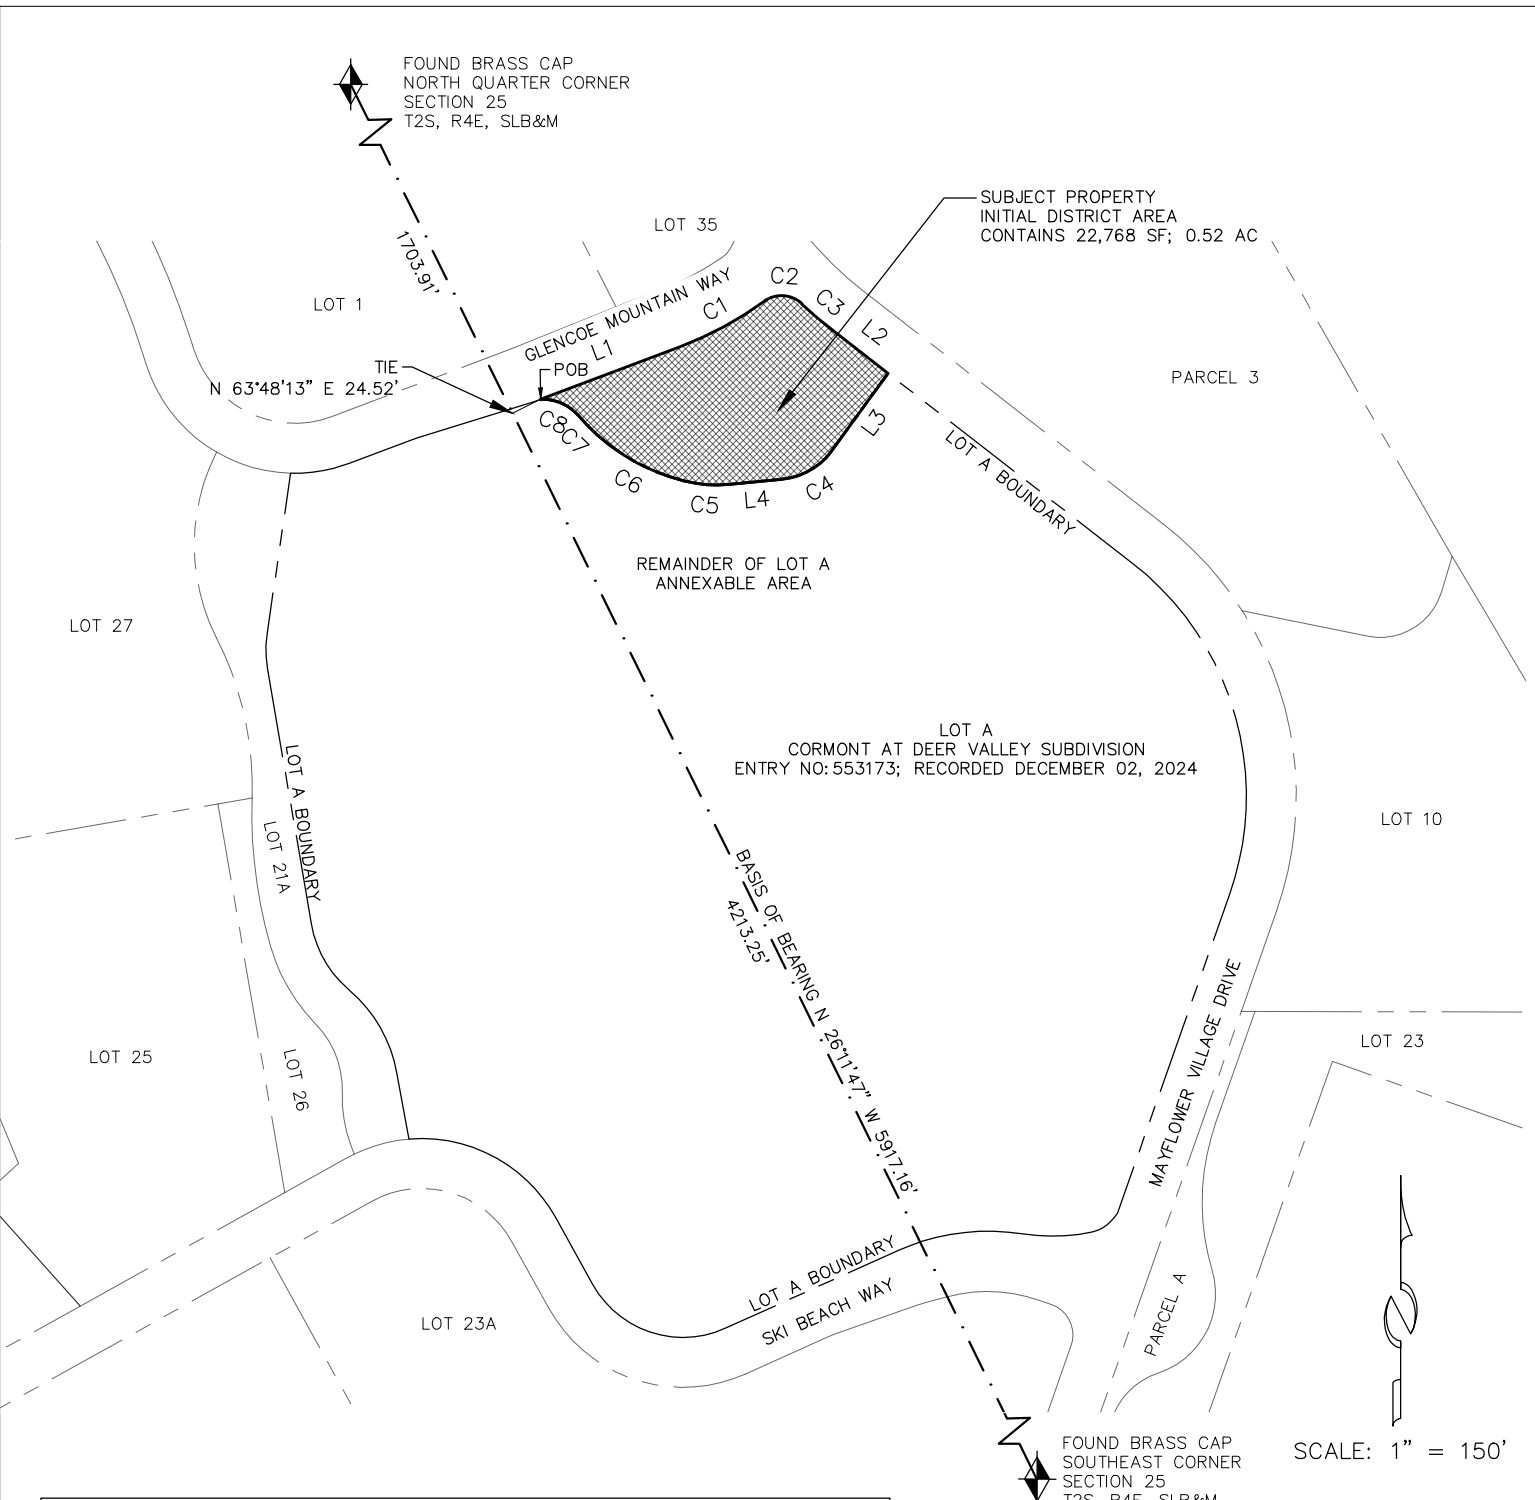 FOUND BRASS CAP
NORTH QUARTER CORNER
SECTION 25
T2S, R4E, SLB&M
1703.91'
LOT 35
SUBJECT PROPERTY
INITIAL DISTRICT AREA
CONTAINS 22,768 SF; 0.52 AC
LOT 1
GLENCOE MOUNTAIN WAY
C1
C2
C3
L2
L1
TIE
POB
N 63°48'13" E 24.52'
PARCEL 3
C8
C7
C6
C5
L4
C4
L3
LOT A BOUNDARY
REMAINDER OF LOT A
ANNEXABLE AREA
LOT 27
LOT A
CORMONT AT DEER VALLEY SUBDIVISION
ENTRY NO: 553173; RECORDED DECEMBER 02, 2024
LOT A BOUNDARY
LOT 21A
LOT 10
BASIS OF BEARING N 26°11'47" W 5917.16'
4213.25'
MAYFLOWER VILLAGE DRIVE
LOT 25
LOT 26
LOT 23
LOT A BOUNDARY
SKI BEACH WAY
PARCEL A
LOT 23A
FOUND BRASS CAP
SOUTHEAST CORNER
SECTION 25
T2S, R4E, SLB&M
SCALE: 1" = 150'